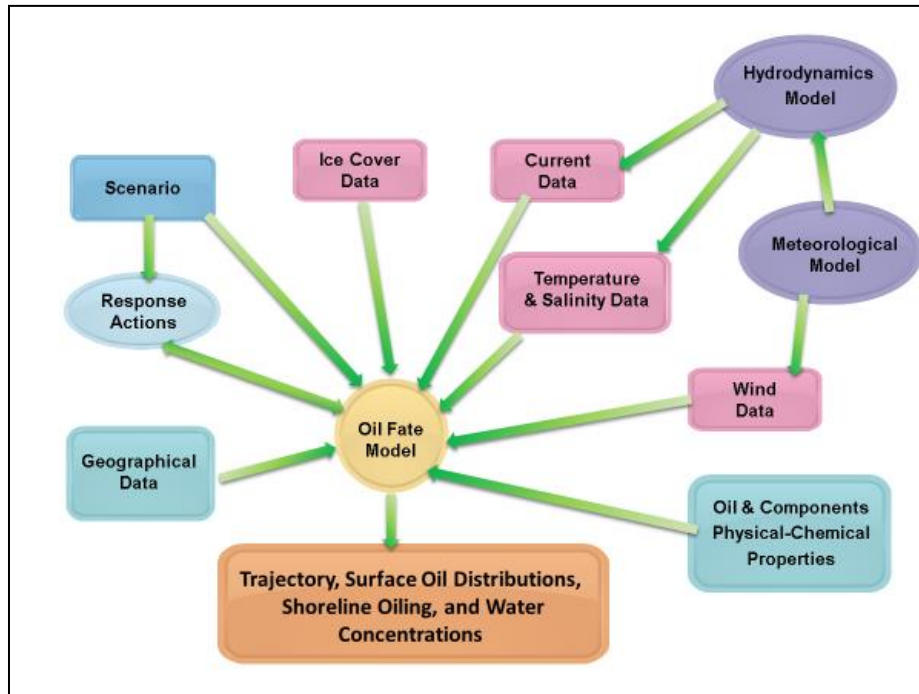 Hydrodynamics
Model
Ice Cover
Data
Current
Data
Scenario
Meteorological
Model
Temperature
& Salinity Data
Response
Actions
Wind
Data
Oil Fate
Model
Geographical
Data
Oil & Components
Physical-Chemical
Properties
Trajectory, Surface Oil Distributions,
Shoreline Oiling, and Water
Concentrations